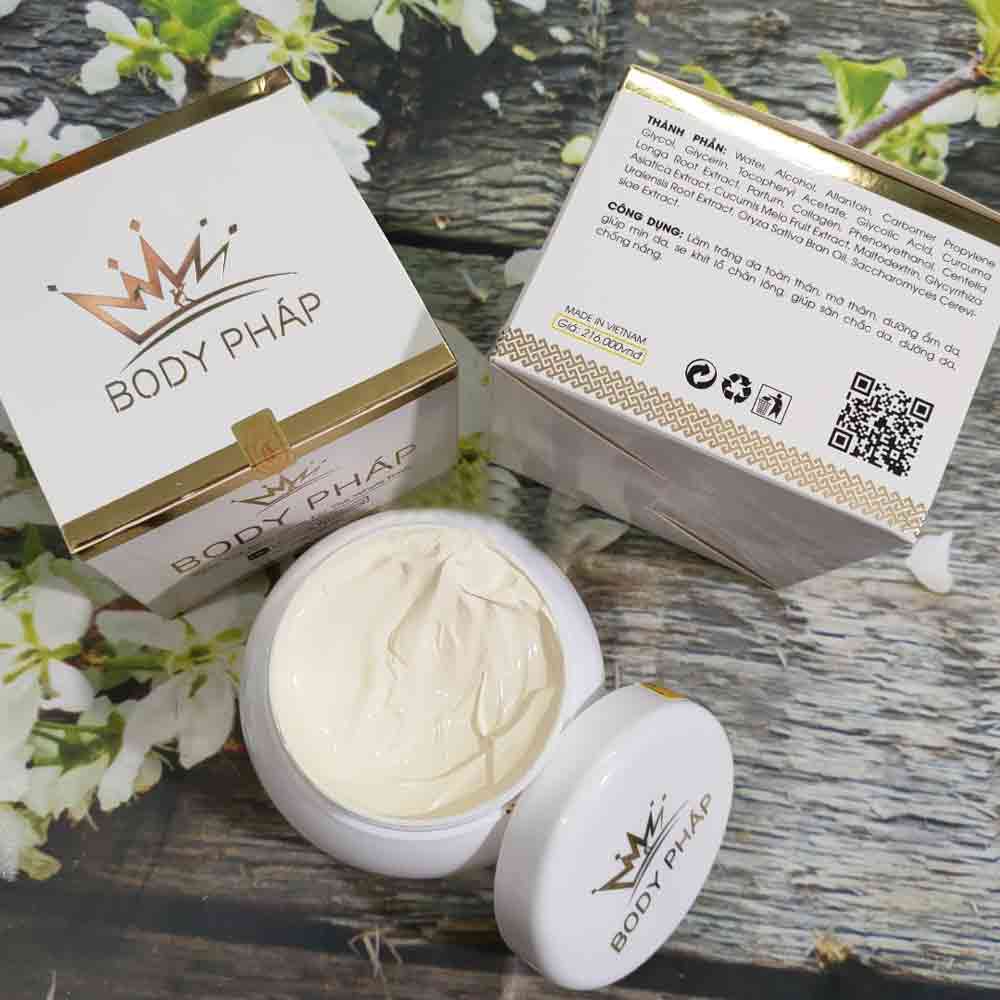 BODY PHÁP
BODY PHÁP
THÀNH PHẦN: Water, Alcohol, Allantoin, Carbomer, Propylene
Glycol, Glycerin, Tocopheryl Acetate, Glycolic Acid, Curcuma
Longa Root Extract, Parfum, Collagen, Phenoxyethanol, Centella
Asiatica Extract, Cucumis Melo Fruit Extract, Maltodextrin, Glycyrrhiza
Uralensis Root Extract, Oryza Sativa Bran Oil, Saccharomyces Cerevi-
siae Extract.
CÔNG DỤNG: Làm trắng da toàn thân, mờ thâm, dưỡng ẩm da,
giúp mịn da, se khít lỗ chân lông, giúp săn chắc da, dưỡng da,
chống nắng.
MADE IN VIETNAM
Giá: 216.000vnđ
BODY PHÁP